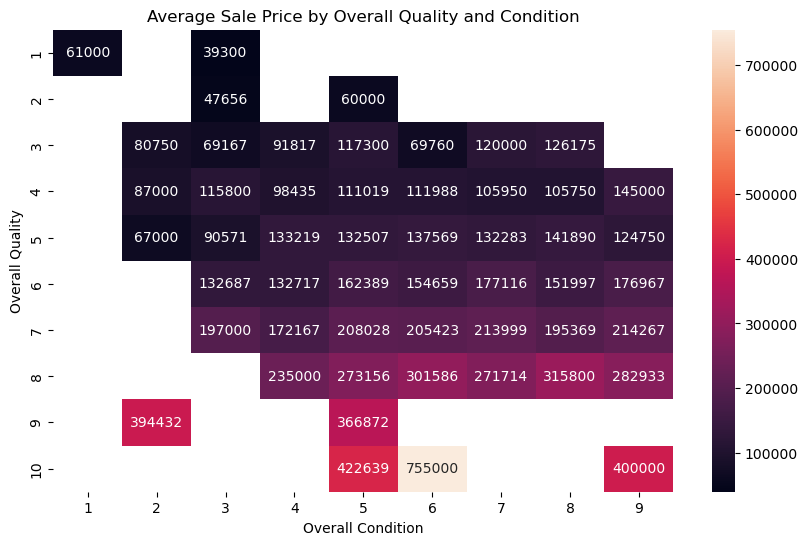 Average Sale Price by Overall Quality and Condition
Overall Quality
1 61000 39300
2 47656 60000
3 80750 69167 91817 117300 69760 120000 126175
4 87000 115800 98435 111019 111988 105950 105750 145000
5 67000 90571 133219 132507 137569 132283 141890 124750
6 132687 132717 162389 154659 177116 151997 176967
7 197000 172167 208028 205423 213999 195369 214267
8 235000 273156 301586 271714 315800 282933
9 394432 366872
10 422639 755000 400000
1 2 3 4 5 6 7 8 9
Overall Condition
700000
600000
500000
400000
300000
200000
100000